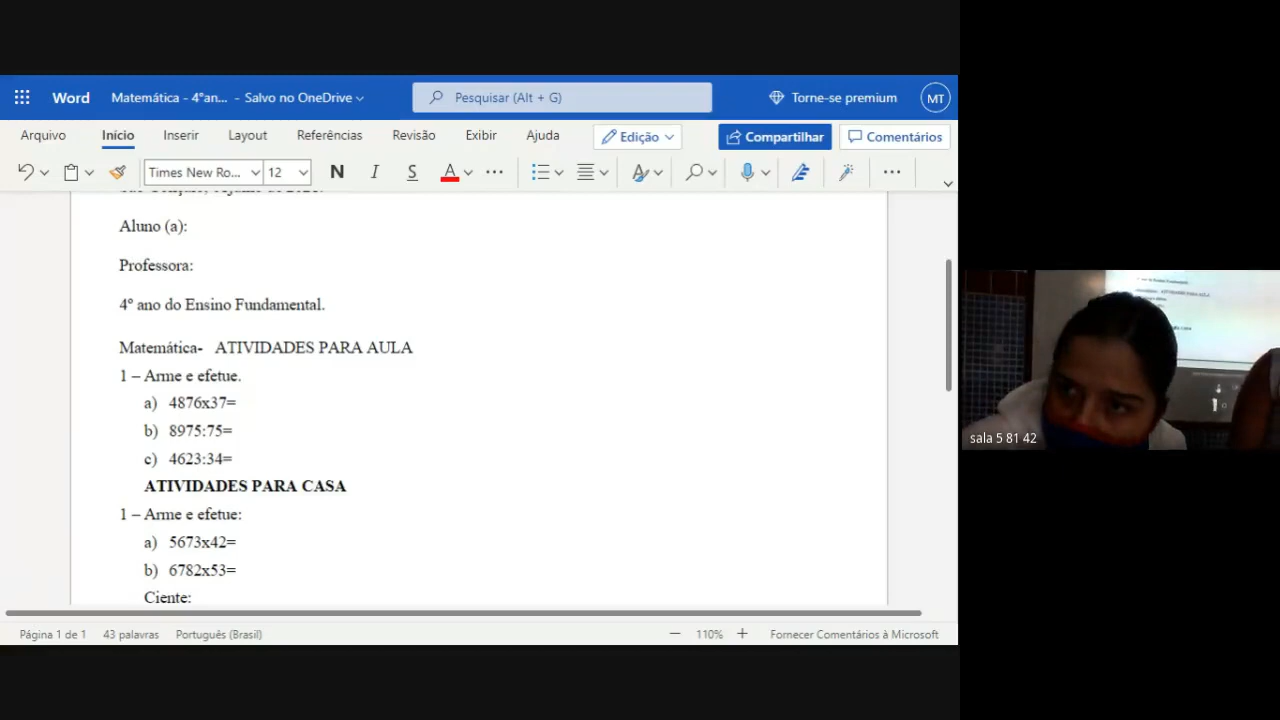 Word Matemática - 4°an... - Salvo no OneDrive Pesquisar (Alt + G) Torne-se premium MT
Arquivo Início Inserir Layout Referências Revisão Exibir Ajuda Edição Compartilhar Comentários
Times New Ro... 12 N I S A ...
Aluno (a):
Professora:
4º ano do Ensino Fundamental.
Matemática- ATIVIDADES PARA AULA
1 – Arme e efetue.
a) 4876x37=
b) 8975:75=
c) 4623:34=
ATIVIDADES PARA CASA
1 – Arme e efetue:
a) 5673x42=
b) 6782x53=
Ciente:
Página 1 de 1 43 palavras Português (Brasil) 110% Fornecer Comentários à Microsoft
sala 5 81 42